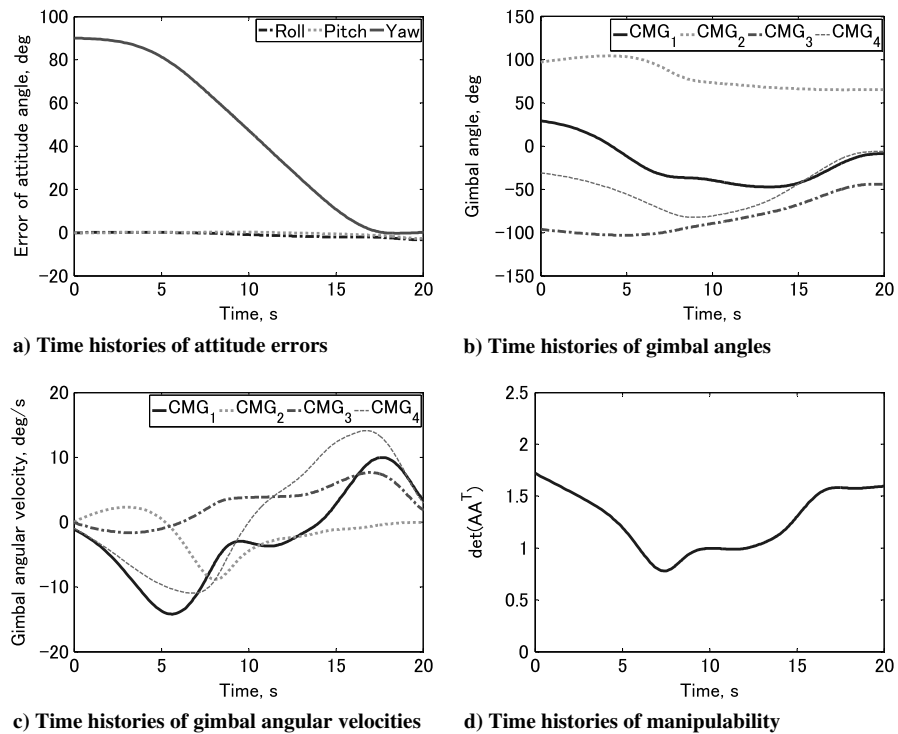 Error of attitude angle, deg
100
80
60
40
20
0
−20
Roll Pitch Yaw
0 5 10 15 20
Time, s
a) Time histories of attitude errors
Gimbal angle, deg
150
100
50
0
−50
−100
−150
CMG1 CMG2 CMG3 CMG4
0 5 10 15 20
Time, s
b) Time histories of gimbal angles
Gimbal angular velocity, deg/s
20
10
0
−10
−20
CMG1 CMG2 CMG3 CMG4
0 5 10 15 20
Time, s
c) Time histories of gimbal angular velocities
det(AA^T)
2.5
2
1.5
1
0.5
0
0 5 10 15 20
Time, s
d) Time histories of manipulability